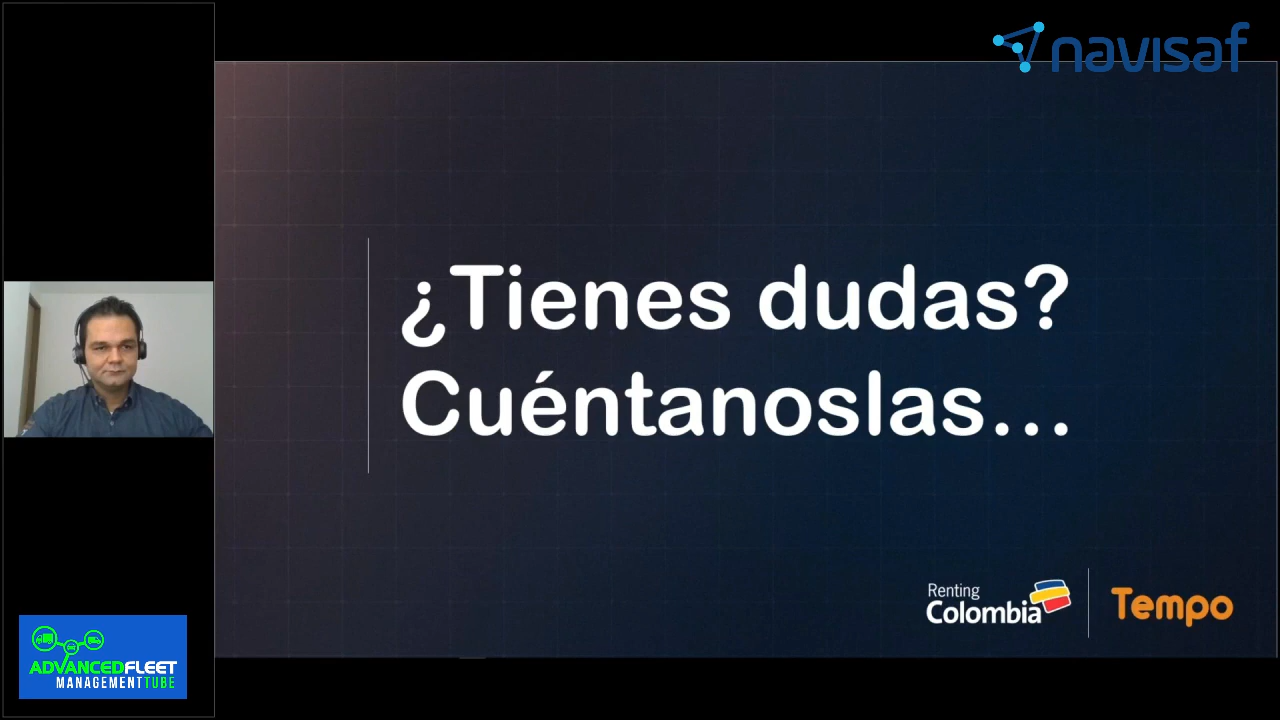 navisaf
¿Tienes dudas?
Cuéntanoslas...
Renting
Colombia
Tempo
ADVANCEDFLEET
MANAGEMENTTUBE